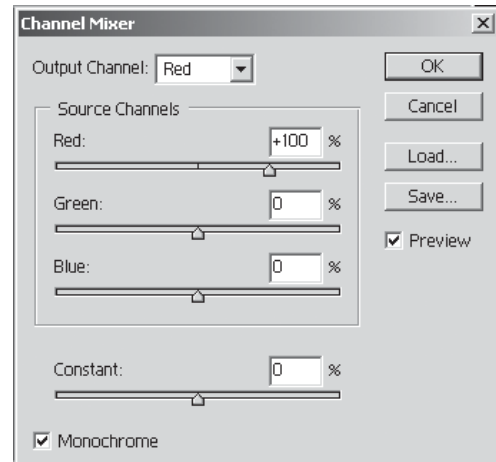 Channel Mixer
Output Channel: Red
OK
Cancel
Load...
Save...
Preview
Source Channels
Red: +100 %
Green: 0 %
Blue: 0 %
Constant: 0 %
Monochrome